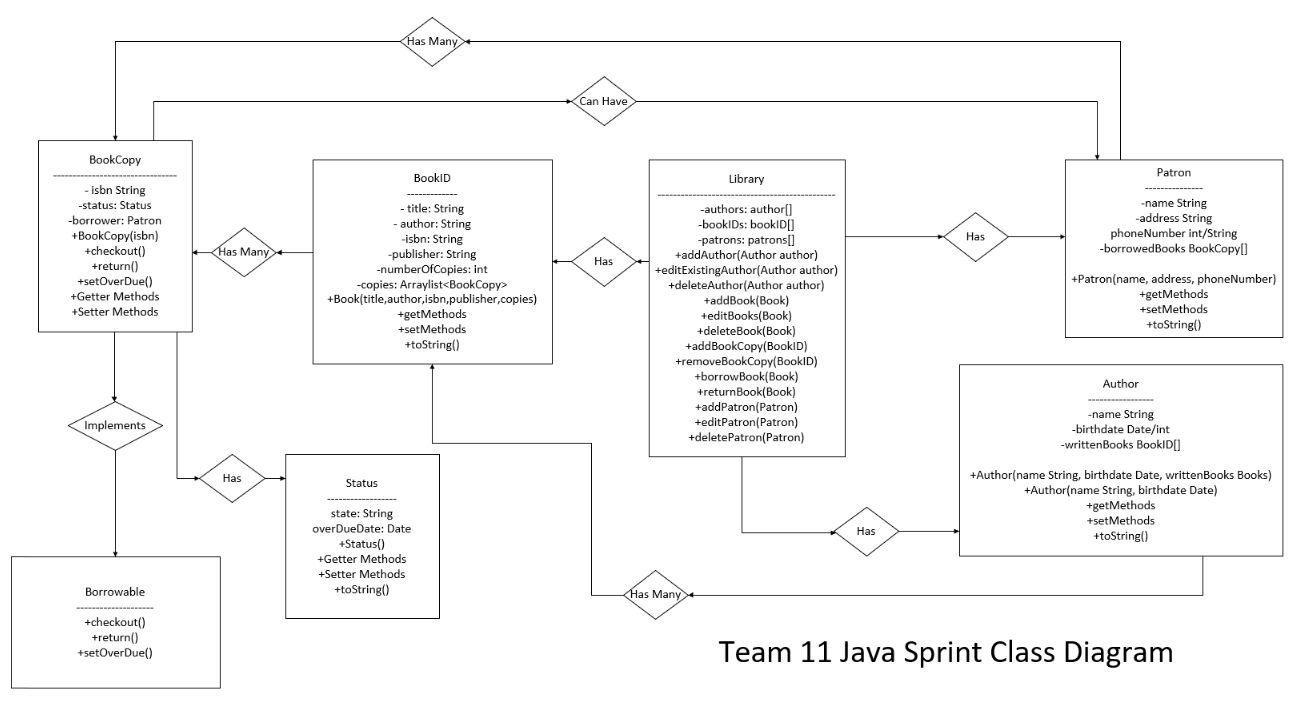 Has Many
Can Have
BookCopy
--------------------------------
- isbn String
-status: Status
-borrower: Patron
+BookCopy(isbn)
+checkout()
+return()
+setOverDue()
+Getter Methods
+Setter Methods
Has Many
BookID
-------------
- title: String
- author: String
-isbn: String
-publisher: String
-numberOfCopies: int
-copies: Arraylist<BookCopy>
+Book(title,author,isbn,publisher,copies)
+getMethods
+setMethods
+toString()
Has
Library
----------------------------------------------
-authors: author[]
-bookIDs: bookID[]
-patrons: patrons[]
+addAuthor(Author author)
+editExistingAuthor(Author author)
+deleteAuthor(Author author)
+addBook(Book)
+editBooks(Book)
+deleteBook(Book)
+addBookCopy(BookID)
+removeBookCopy(BookID)
+borrowBook(Book)
+returnBook(Book)
+addPatron(Patron)
+editPatron(Patron)
+deletePatron(Patron)
Has
Patron
---------------
-name String
-address String
phoneNumber int/String
-borrowedBooks BookCopy[]
+Patron(name, address, phoneNumber)
+getMethods
+setMethods
+toString()
Author
-----------------
-name String
-birthdate Date/int
-writtenBooks BookID[]
+Author(name String, birthdate Date, writtenBooks Books)
+Author(name String, birthdate Date)
+getMethods
+setMethods
+toString()
Implements
Has
Status
------------------
state: String
overDueDate: Date
+Status()
+Getter Methods
+Setter Methods
+toString()
Has
Borrowable
--------------------
+checkout()
+return()
+setOverDue()
Has Many
Team 11 Java Sprint Class Diagram